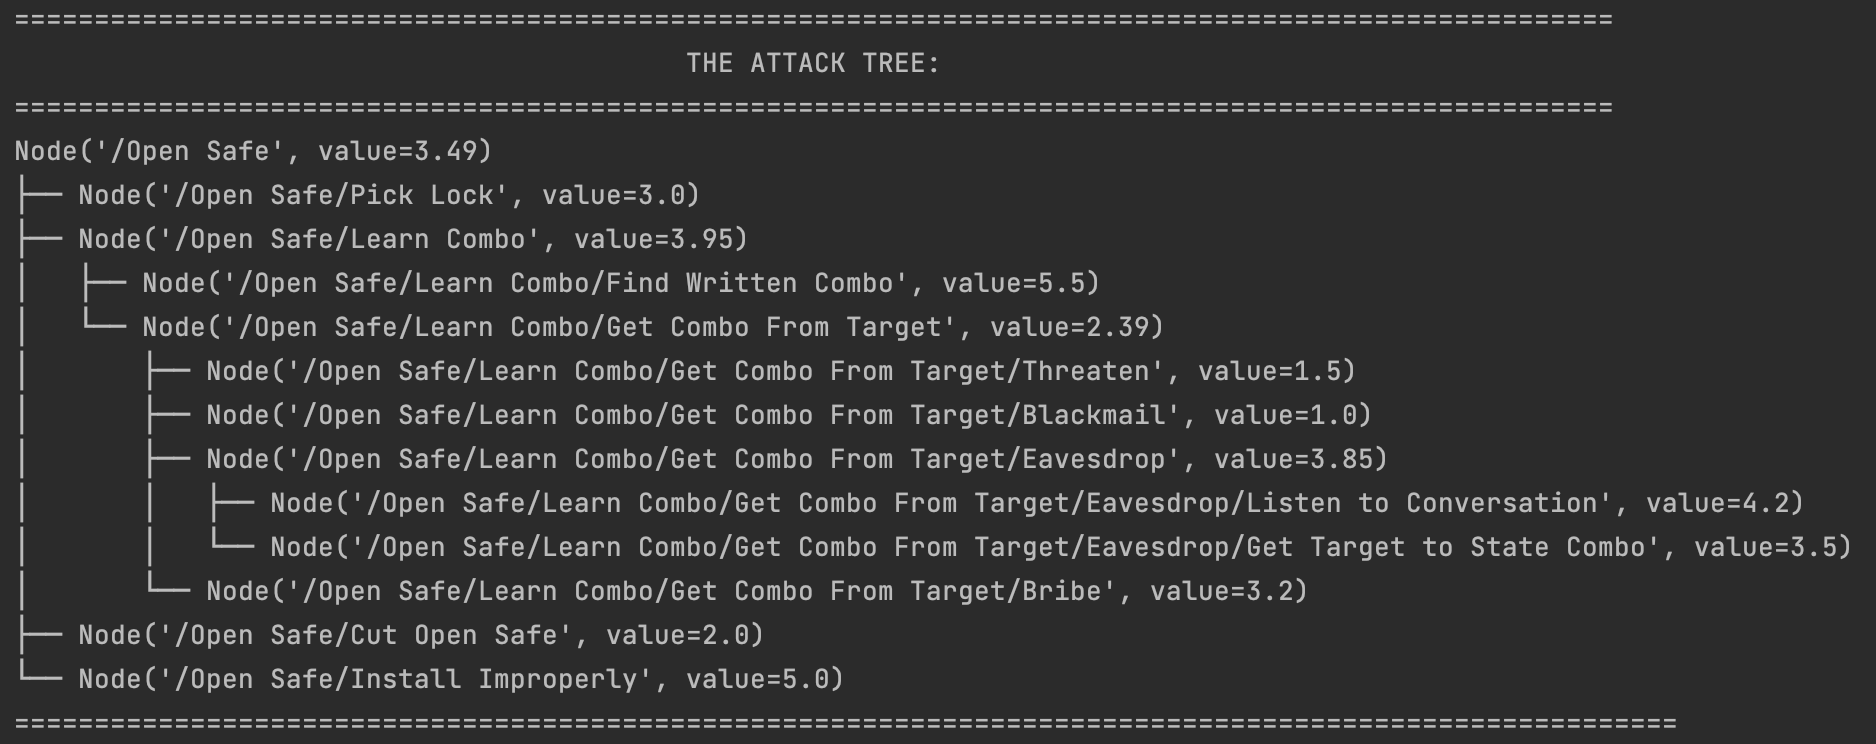 ====================================================================================================
THE ATTACK TREE:
====================================================================================================
Node('/Open Safe', value=3.49)
├── Node('/Open Safe/Pick Lock', value=3.0)
├── Node('/Open Safe/Learn Combo', value=3.95)
│   ├── Node('/Open Safe/Learn Combo/Find Written Combo', value=5.5)
│   └── Node('/Open Safe/Learn Combo/Get Combo From Target', value=2.39)
│       ├── Node('/Open Safe/Learn Combo/Get Combo From Target/Threaten', value=1.5)
│       ├── Node('/Open Safe/Learn Combo/Get Combo From Target/Blackmail', value=1.0)
│       ├── Node('/Open Safe/Learn Combo/Get Combo From Target/Eavesdrop', value=3.85)
│       │   ├── Node('/Open Safe/Learn Combo/Get Combo From Target/Eavesdrop/Listen to Conversation', value=4.2)
│       │   └── Node('/Open Safe/Learn Combo/Get Combo From Target/Eavesdrop/Get Target to State Combo', value=3.5)
│       └── Node('/Open Safe/Learn Combo/Get Combo From Target/Bribe', value=3.2)
├── Node('/Open Safe/Cut Open Safe', value=2.0)
└── Node('/Open Safe/Install Improperly', value=5.0)
========================================================================================================